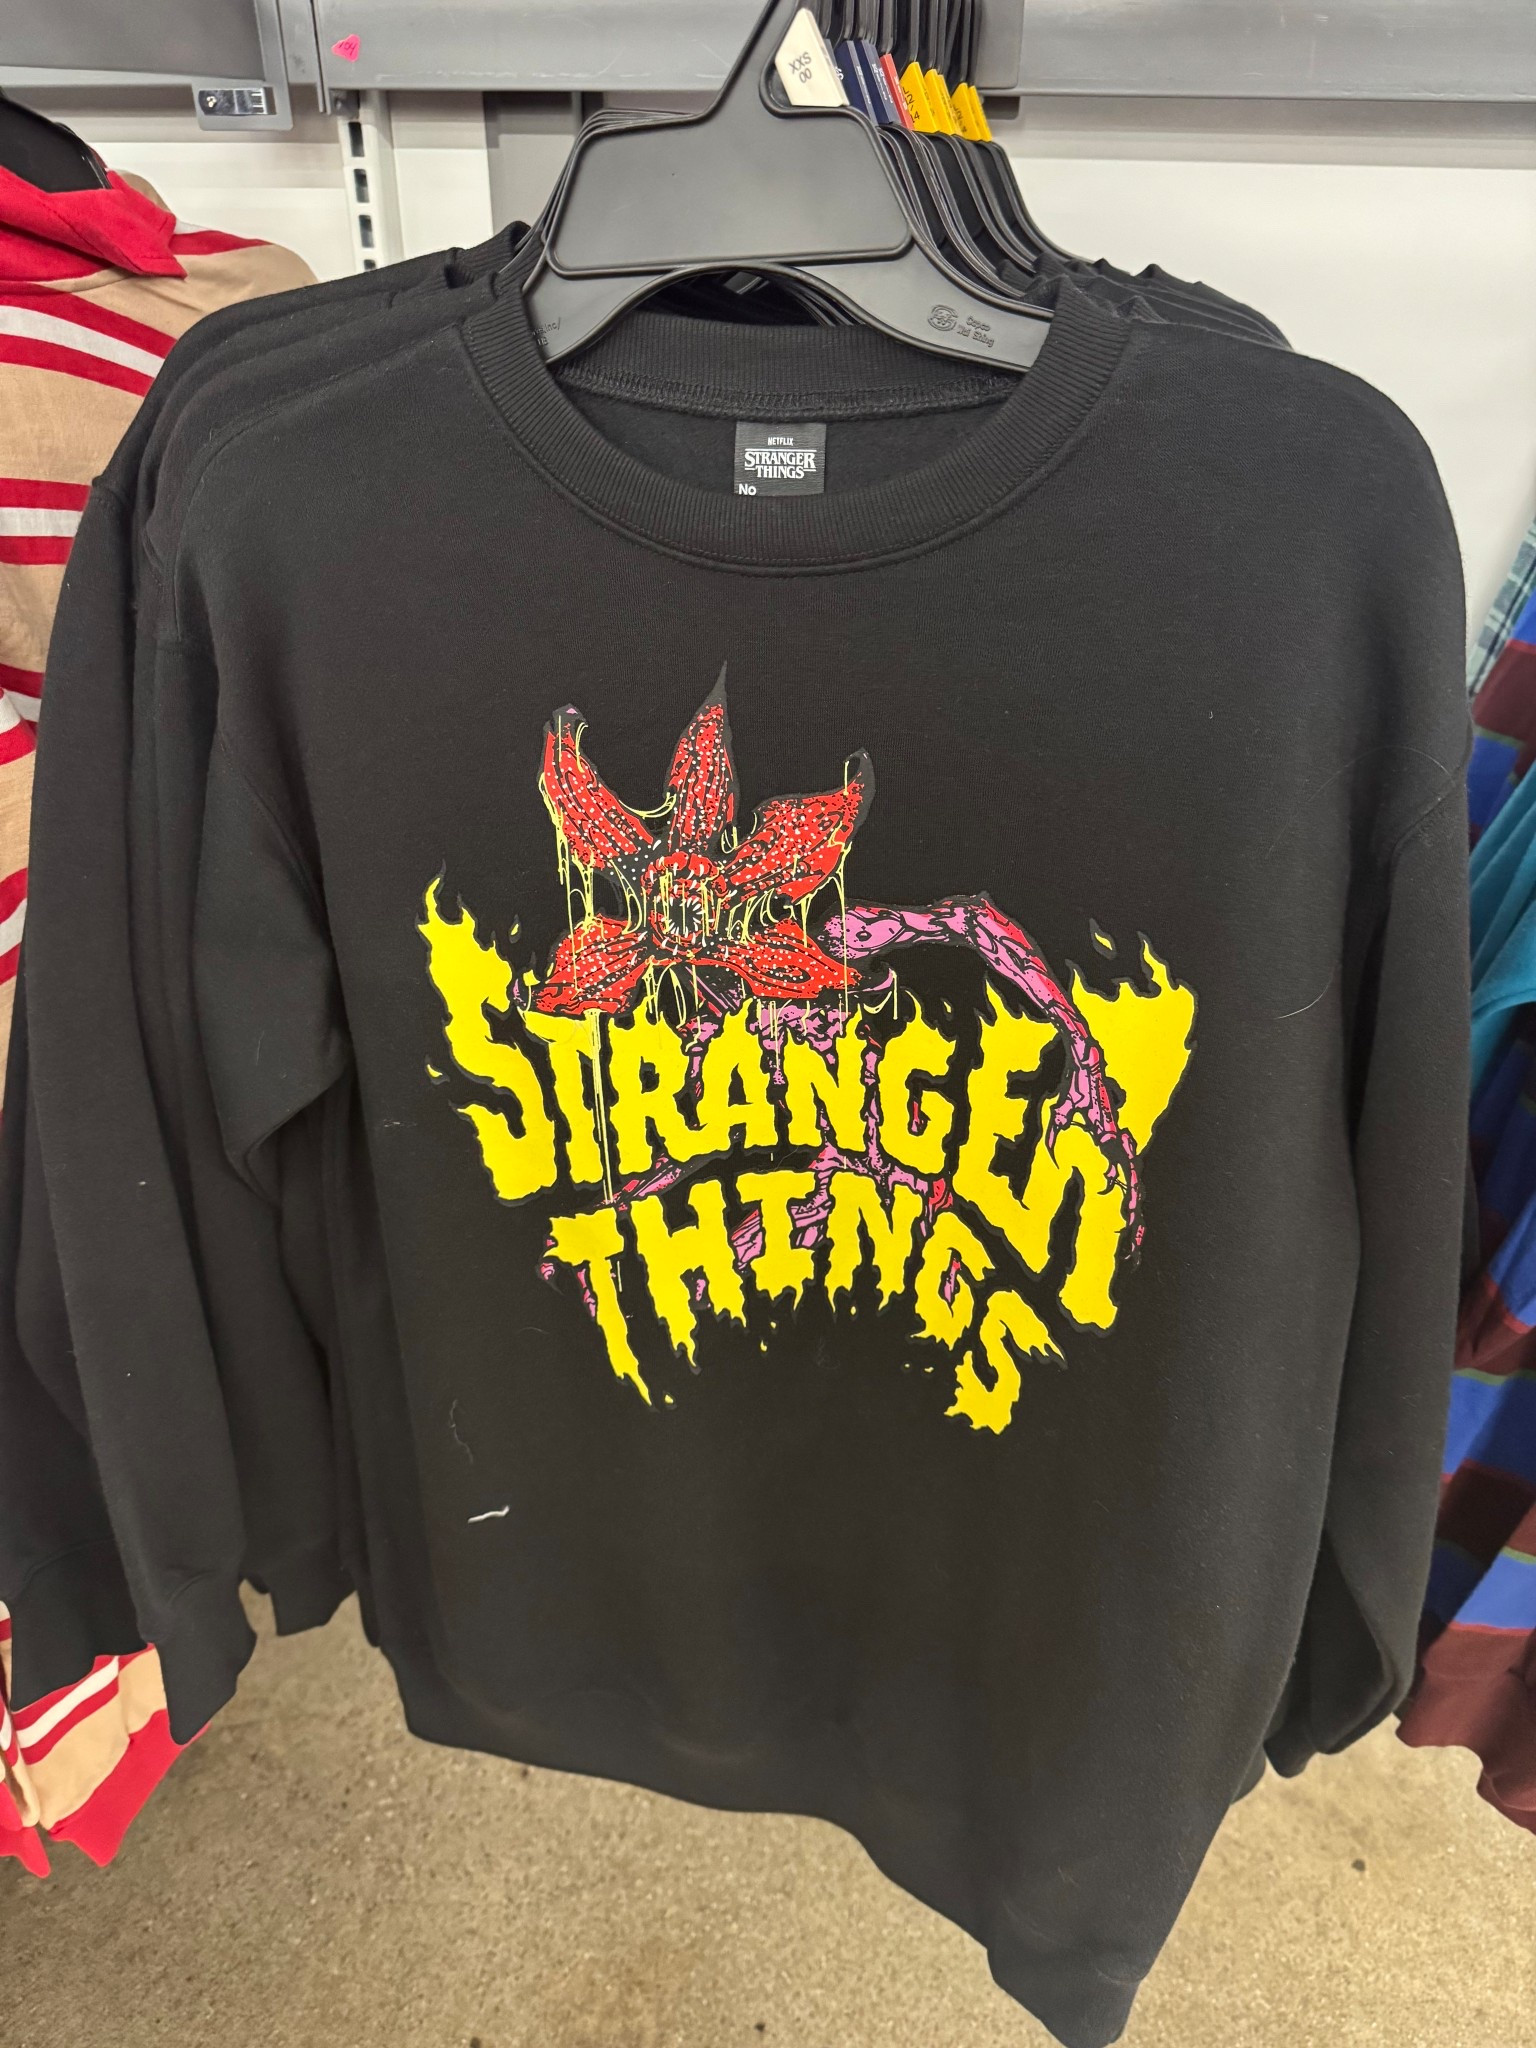 XXS
00
NETFLIX
STRANGER
THINGS
No
STRANGER
THINGS